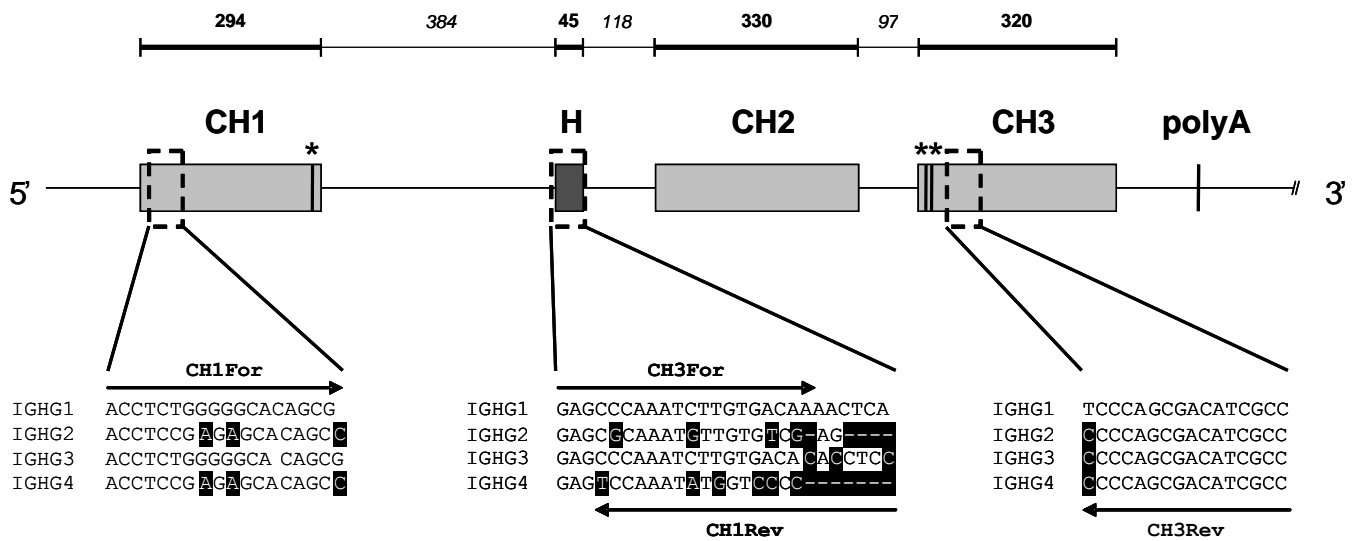 294 384 45 118 330 97 320
CH1 H CH2 CH3 polyA
* **
5’ // 3’
CH1For CH3For
IGHG1 ACCTCTGGGGGCACAGCG IGHG1 GAGCCCAAATCTTGTGACAAAACTCA IGHG1 TCCCAGCGACATCGCC
IGHG2 ACCTCCGAGAGCACAGCC IGHG2 GAGCGCAAATGTTGTGTCG-AG---- IGHG2 CCCCAGCGACATCGCC
IGHG3 ACCTCTGGGGGCA CAGCG IGHG3 GAGCCCAAATCTTGTGACACACCTCC IGHG3 CCCCAGCGACATCGCC
IGHG4 ACCTCCGAGAGCACAGCC IGHG4 GAGTCCAAATATGGTCCCC------- IGHG4 CCCCAGCGACATCGCC
CH1Rev CH3Rev